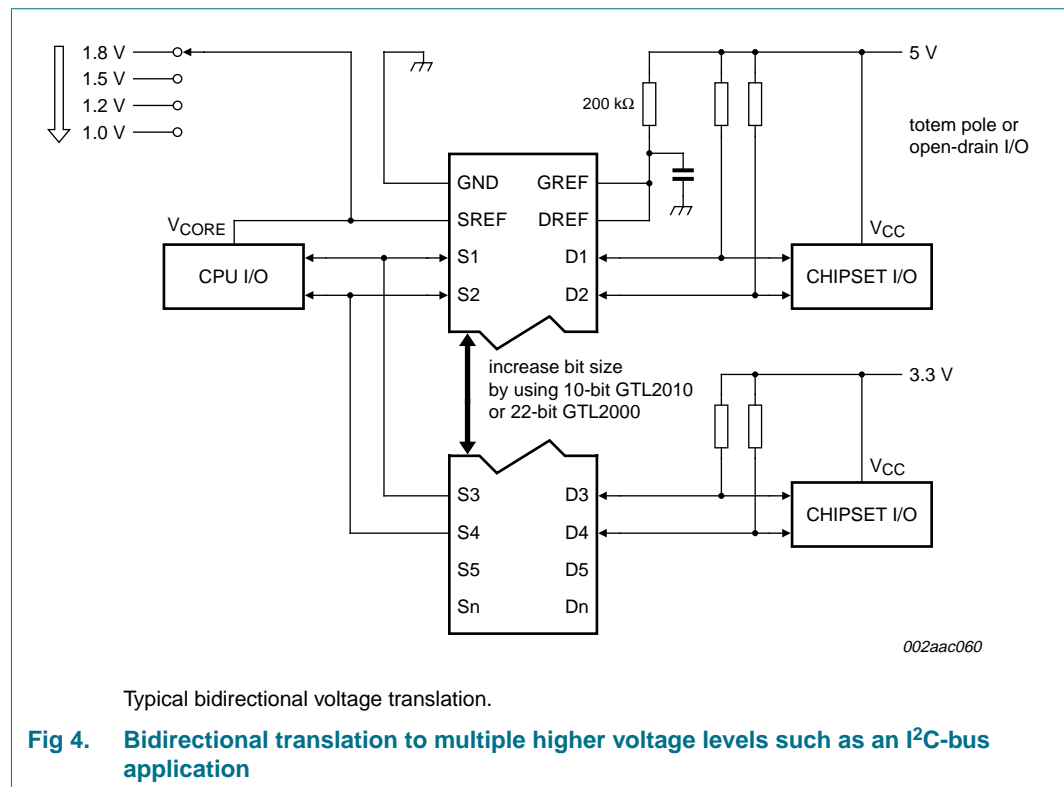 1.8 V
1.5 V
1.2 V
1.0 V
5 V
200 kΩ
totem pole or
open-drain I/O
GND
GREF
SREF
DREF
VCORE
VCC
S1
D1
CPU I/O
CHIPSET I/O
S2
D2
increase bit size
by using 10-bit GTL2010
or 22-bit GTL2000
3.3 V
VCC
S3
D3
CHIPSET I/O
S4
D4
S5
D5
Sn
Dn
002aac060
Typical bidirectional voltage translation.
Fig 4. Bidirectional translation to multiple higher voltage levels such as an I²C-bus
application